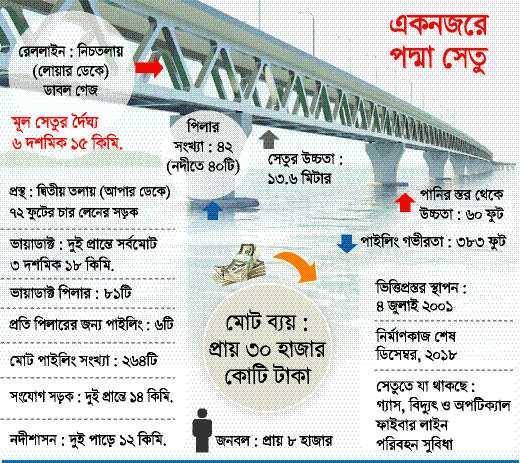 একনজরে
পদ্মা সেতু
রেললাইন : নিচতলায়
(লোয়ার ডেকে)
ডাবল গেজ
মূল সেতুর দৈর্ঘ্য
৬ দশমিক ১৫ কিমি.
পিলার
সংখ্যা : ৪২
(নদীতে ৪০টি)
সেতুর উচ্চতা :
১৩.৬ মিটার
প্রস্থ : দ্বিতীয় তলায় (আপার ডেকে)
৭২ ফুটের চার লেনের সড়ক
পানির স্তর থেকে
উচ্চতা : ৬০ ফুট
পাইলিং গভীরতা : ৩৮৩ ফুট
ভায়াডাক্ট : দুই প্রান্তে সর্বমোট
৩ দশমিক ১৮ কিমি.
ভায়াডাক্ট পিলার : ৮১টি
প্রতি পিলারের জন্য পাইলিং : ৬টি
মোট পাইলিং সংখ্যা : ২৬৪টি
সংযোগ সড়ক : দুই প্রান্তে ১৪ কিমি.
নদীশাসন : দুই পাড়ে ১২ কিমি.
মোট ব্যয় :
প্রায় ৩০ হাজার
কোটি টাকা
জনবল : প্রায় ৮ হাজার
ভিত্তিপ্রস্তর স্থাপন :
৪ জুলাই ২০০১
নির্মাণকাজ শেষ
ডিসেম্বর, ২০১৮
সেতুতে যা থাকছে :
গ্যাস, বিদ্যুৎ ও অপটিক্যাল
ফাইবার লাইন
পরিবহন সুবিধা